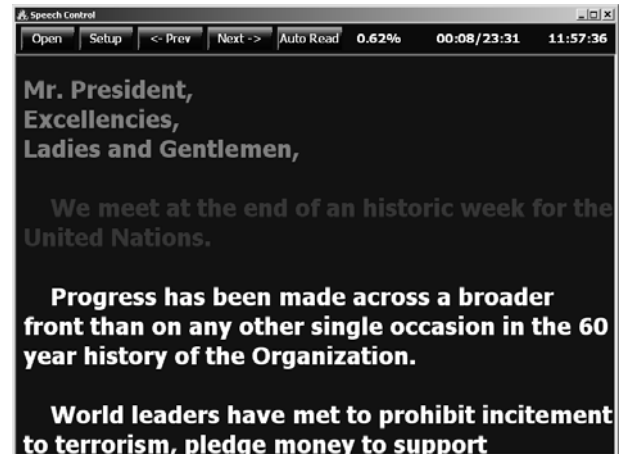 Speech Control
Open Setup <- Prev Next -> Auto Read 0.62% 00:08/23:31 11:57:36
Mr. President,
Excellencies,
Ladies and Gentlemen,
We meet at the end of an historic week for the
United Nations.
Progress has been made across a broader
front than on any other single occasion in the 60
year history of the Organization.
World leaders have met to prohibit incitement
to terrorism, pledge money to support